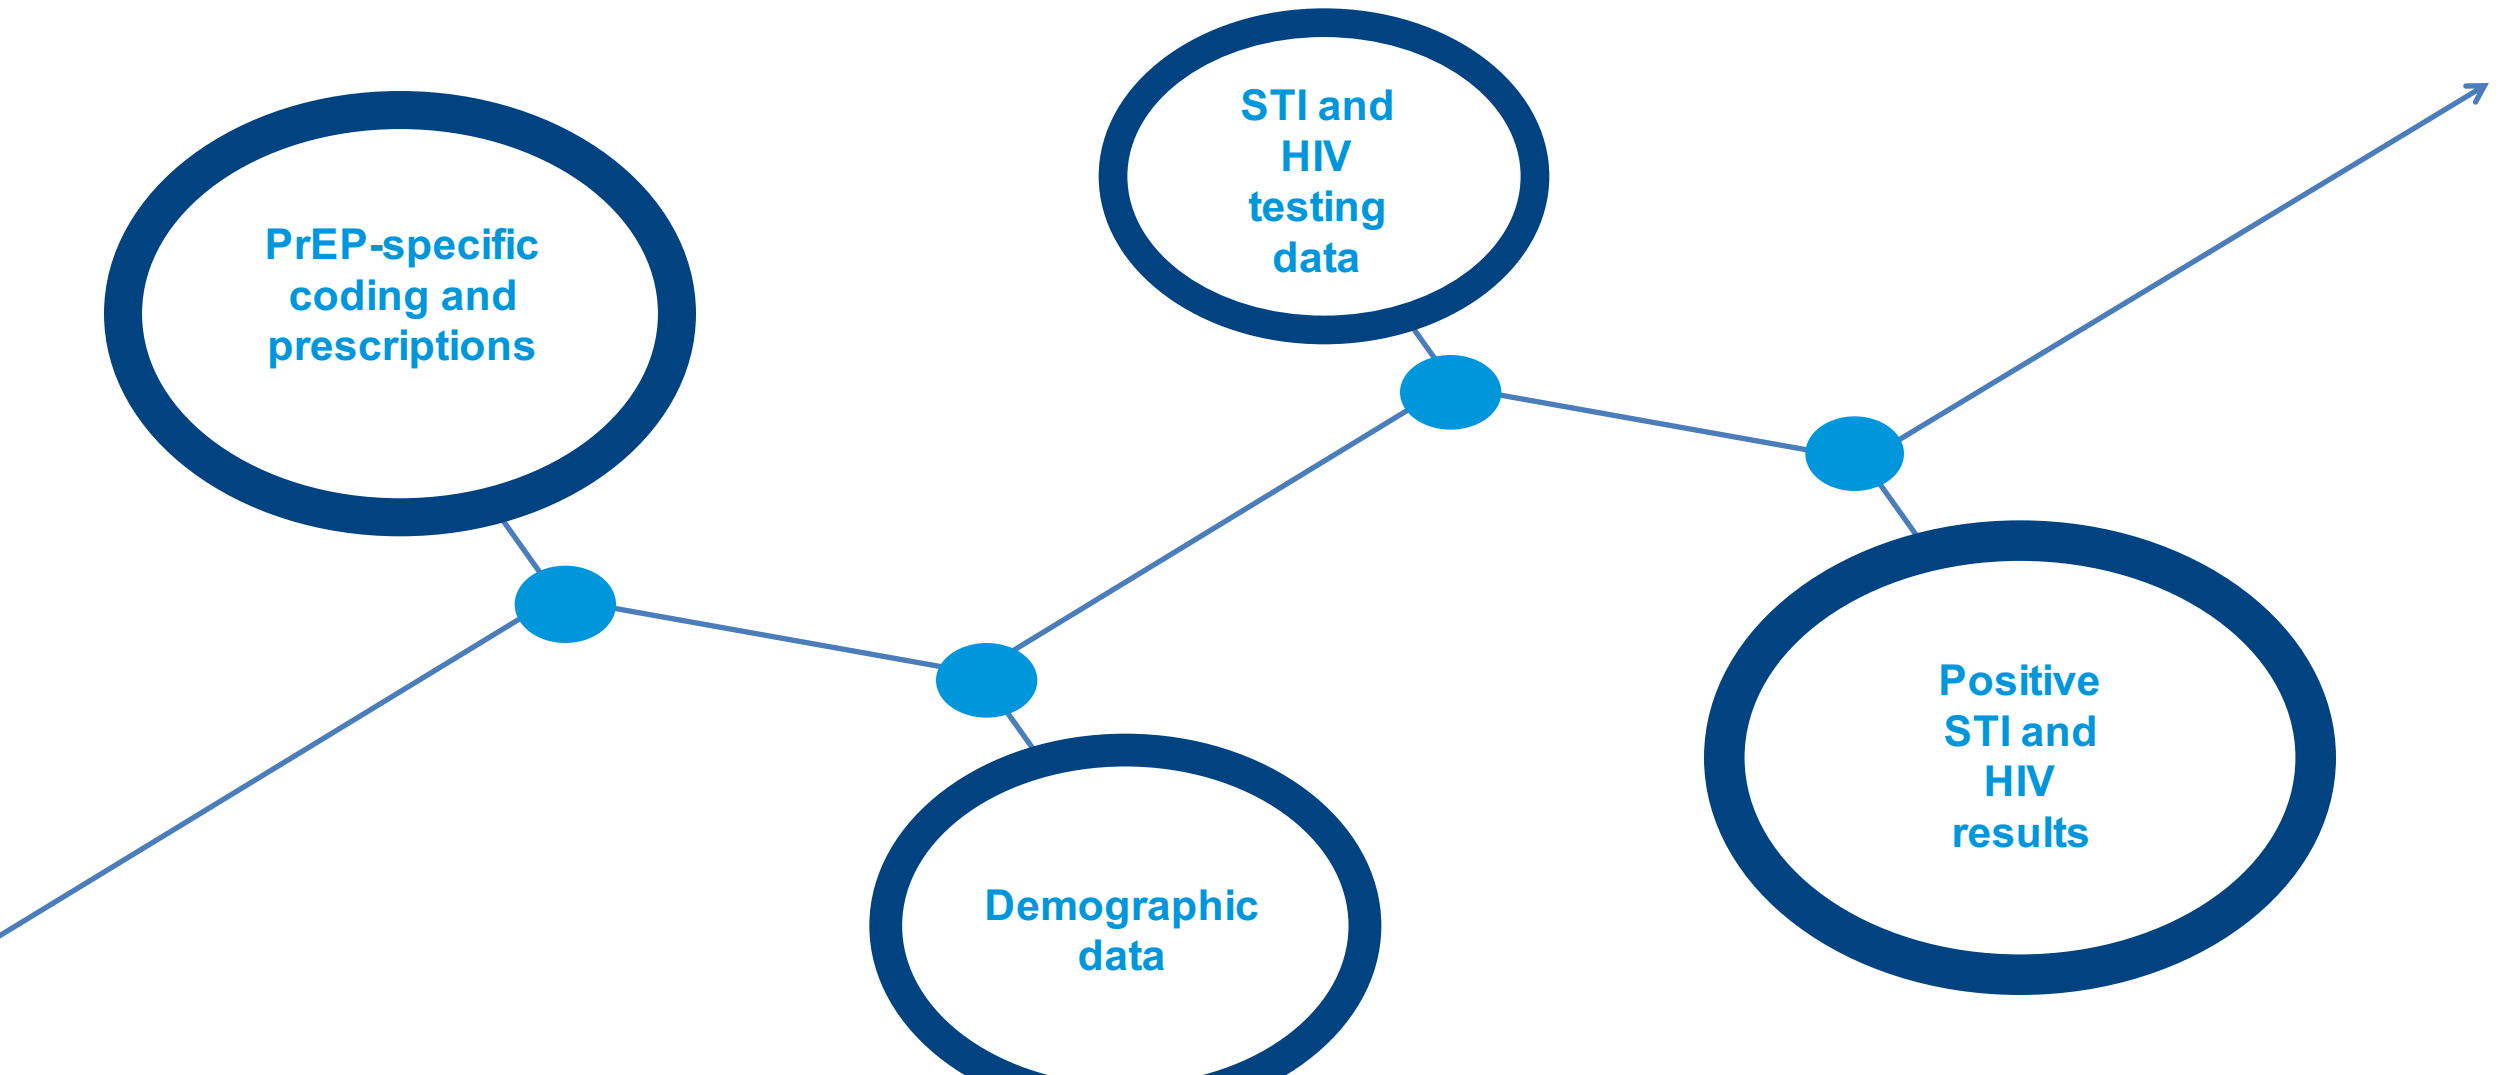 PrEP-specific
coding and
prescriptions
STI and
HIV
testing
data
Demographic
data
Positive
STI and
HIV
results